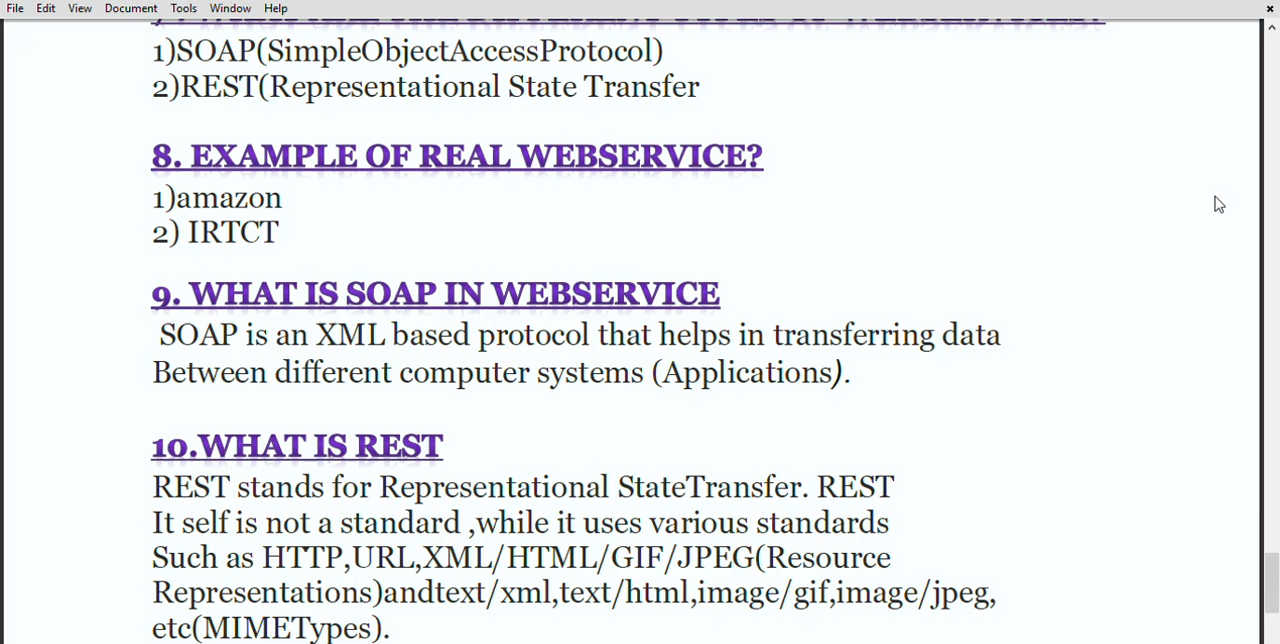 File Edit View Document Tools Window Help
1)SOAP(SimpleObjectAccessProtocol)
2)REST(Representational State Transfer
8. EXAMPLE OF REAL WEBSERVICE?
1)amazon
2) IRTCT
9. WHAT IS SOAP IN WEBSERVICE
SOAP is an XML based protocol that helps in transferring data
Between different computer systems (Applications).
10.WHAT IS REST
REST stands for Representational StateTransfer. REST
It self is not a standard ,while it uses various standards
Such as HTTP,URL,XML/HTML/GIF/JPEG(Resource
Representations)andtext/xml,text/html,image/gif,image/jpeg,
etc(MIMETypes).